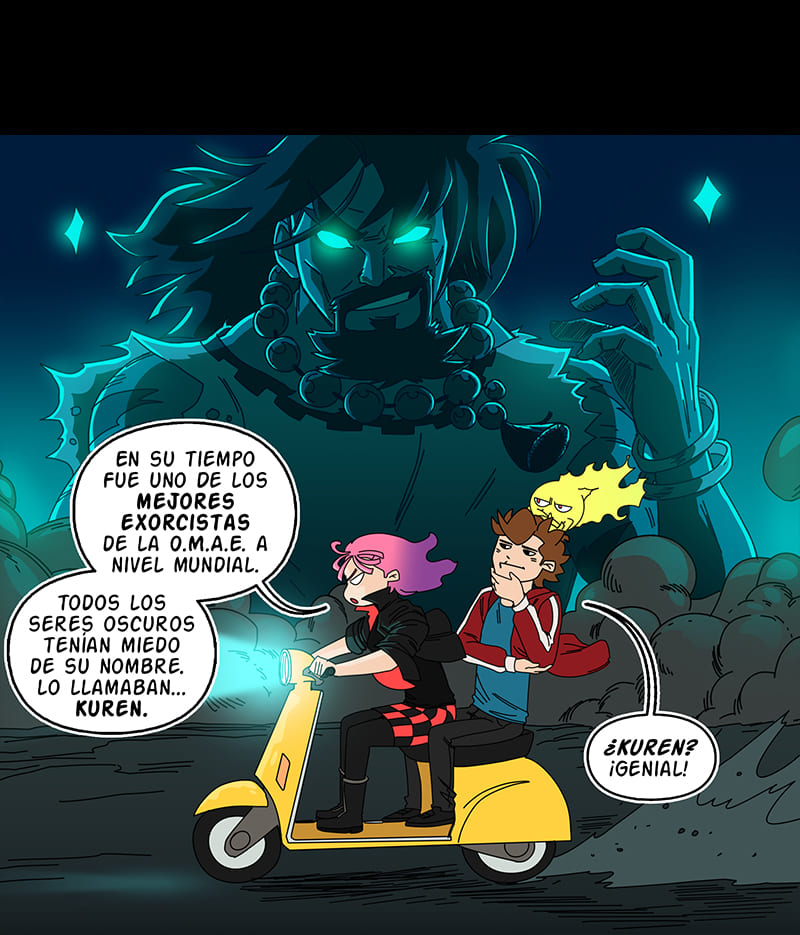 EN SU TIEMPO
FUE UNO DE LOS
MEJORES
EXORCISTAS
DE LA O.M.A.E. A
NIVEL MUNDIAL.
TODOS LOS
SERES OSCUROS
TENÍAN MIEDO
DE SU NOMBRE.
LO LLAMABAN...
KUREN.
¿KUREN?
¡GENIAL!